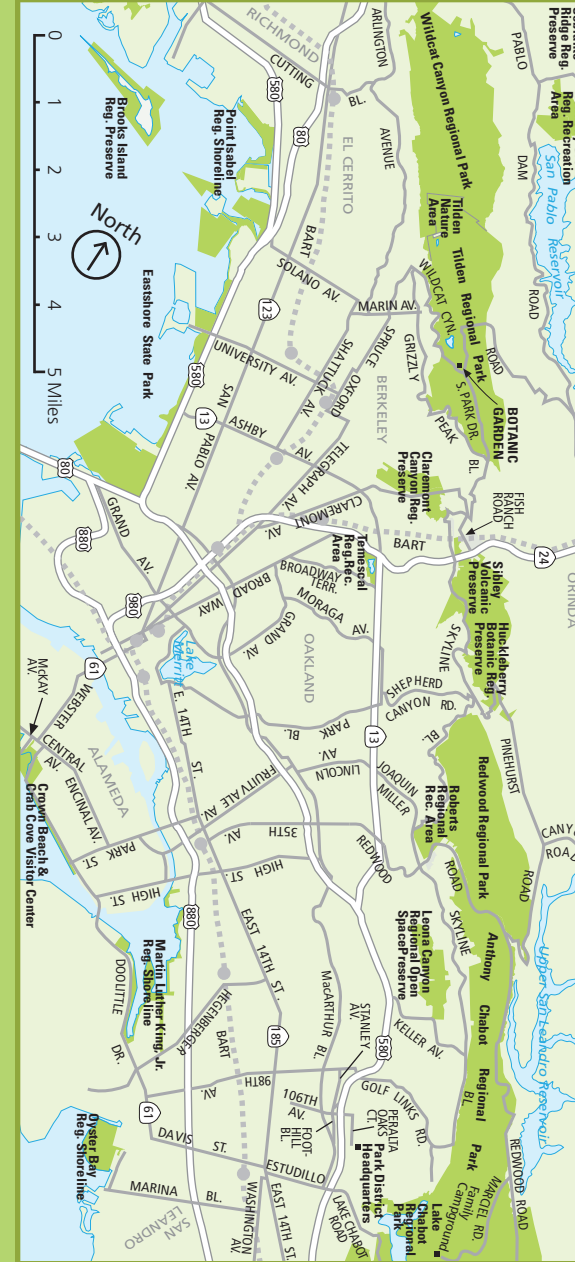 RICHMOND
CUTTING
BL.
ARLINGTON
AVENUE
Wildcat Canyon Regional Park
PABLO
DAM
ROAD
Ridge Reg.
Preserve
Reg. Recreation
Area
San Pablo Reservoir
0
1
2
3
4
5 Miles
North
Brooks Island
Reg. Preserve
Point Isabel
Reg. Shoreline
580
80
EL CERRITO
BART
Tilden
Nature
Area
Tilden Regional Park
SOLANO AV.
MARIN AV.
WILDCAT CYN.
ROAD
123
Eastshore State Park
UNIVERSITY AV.
SHATTUCK AV.
OXFORD
SPRUCE
GRIZZLY
PEAK
BL.
S. PARK DR.
BOTANIC
GARDEN
BERKELEY
580
13
SAN
PABLO AV.
ASHBY
AV.
TELEGRAPH AV.
Claremont
Canyon Reg.
Preserve
CLAREMONT
AV.
FISH
RANCH
ROAD
BART
24
ORINDA
80
880
GRAND
AV.
980
Temescal
Reg.Rec.
Area
BROADWAY
TERR.
BROADWAY
MORAGA
AV.
GRAND AV.
OAKLAND
Sibley
Volcanic
Preserve
Huckleberry
Botanic Reg.
Preserve
SKYLINE
BL.
SHEPHERD
CANYON RD.
PINEHURST
ROAD
Lake
Merritt
61
McKAY
AV.
WEBSTER
CENTRAL
AV.
ENCINAL AV.
ALAMEDA
E. 14TH
ST.
PARK
BL.
LINCOLN
AV.
13
JOAQUIN
MILLER
ROAD
Roberts
Regional
Rec. Area
Redwood Regional Park
FRUITVALE AV.
35TH
AV.
REDWOOD
ROAD
Crown Beach &
Crab Cove Visitor Center
PARK
ST.
HIGH ST.
HIGH
ST.
880
EAST 14TH ST.
Leona Canyon
Regional Open
SpacePreserve
SKYLINE
BL.
Anthony Chabot Regional Park
Upper San Leandro Reservoir
Martin Luther King, Jr.
Reg. Shoreline
DOOLITTLE
DR.
HEGENBERGER
BART
185
MacARTHUR
BL.
STANLEY
AV.
580
KELLER AV.
98TH
AV.
106TH
AV.
FOOT-
HILL
BL.
GOLF LINKS RD.
PERALTA
OAKS
CT.
Park District
Headquarters
REDWOOD ROAD
MARCIEL RD.
Family
Campground
Lake
Chabot
Regional
Park
61
DAVIS
ST.
ESTUDILLO
LAKE CHABOT
ROAD
Oyster Bay
Reg. Shoreline
MARINA
BL.
SAN
LEANDRO
WASHINGTON
AV.
EAST 14TH ST.